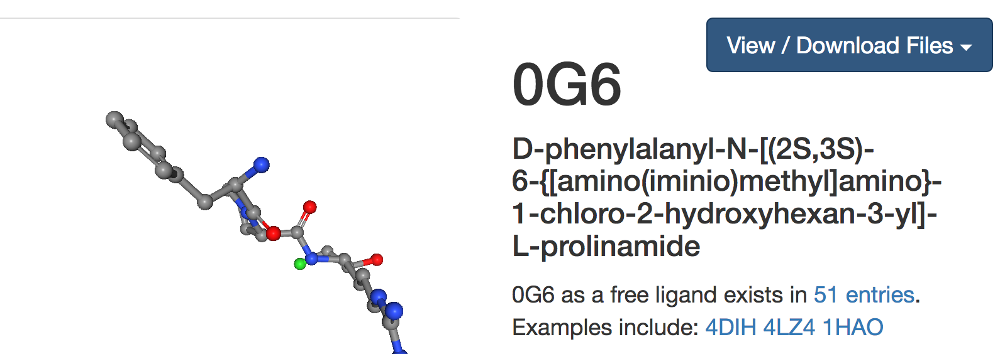 View / Download Files
0G6
D-phenylalanyl-N-[(2S,3S)-
6-{[amino(iminio)methyl]amino}-
1-chloro-2-hydroxyhexan-3-yl]-
L-prolinamide
0G6 as a free ligand exists in 51 entries.
Examples include: 4DIH 4LZ4 1HAO